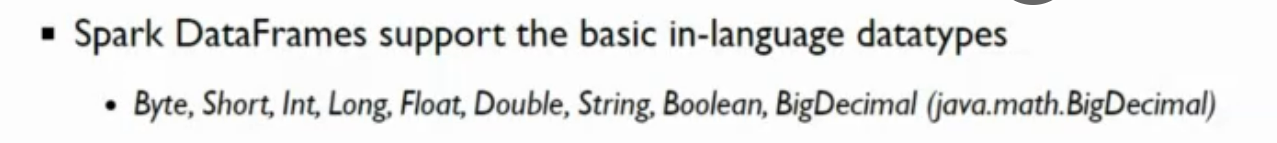 ▪ Spark DataFrames support the basic in-language datatypes
• Byte, Short, Int, Long, Float, Double, String, Boolean, BigDecimal (java.math.BigDecimal)